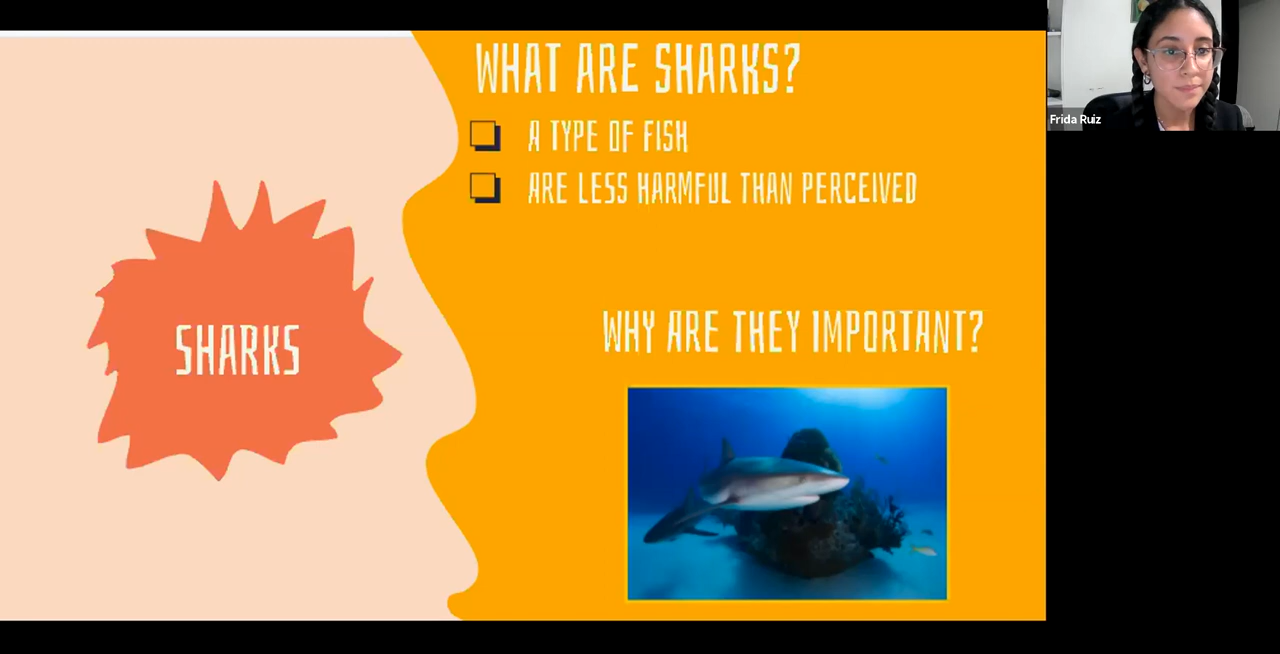 WHAT ARE SHARKS?
A TYPE OF FISH
ARE LESS HARMFUL THAN PERCEIVED
SHARKS
WHY ARE THEY IMPORTANT?
Frida Ruiz